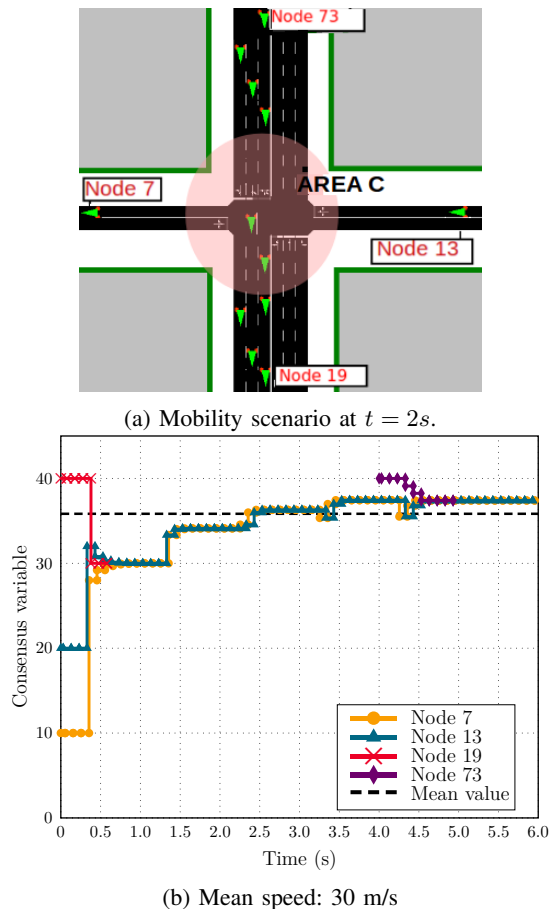 Node 73
Node 7
AREA C
Node 13
Node 19
(a) Mobility scenario at t = 2s.
40
30
20
10
0
Consensus variable
Node 7
Node 13
Node 19
Node 73
Mean value
0 0.5 1.0 1.5 2.0 2.5 3.0 3.5 4.0 4.5 5.0 5.5 6.0
Time (s)
(b) Mean speed: 30 m/s